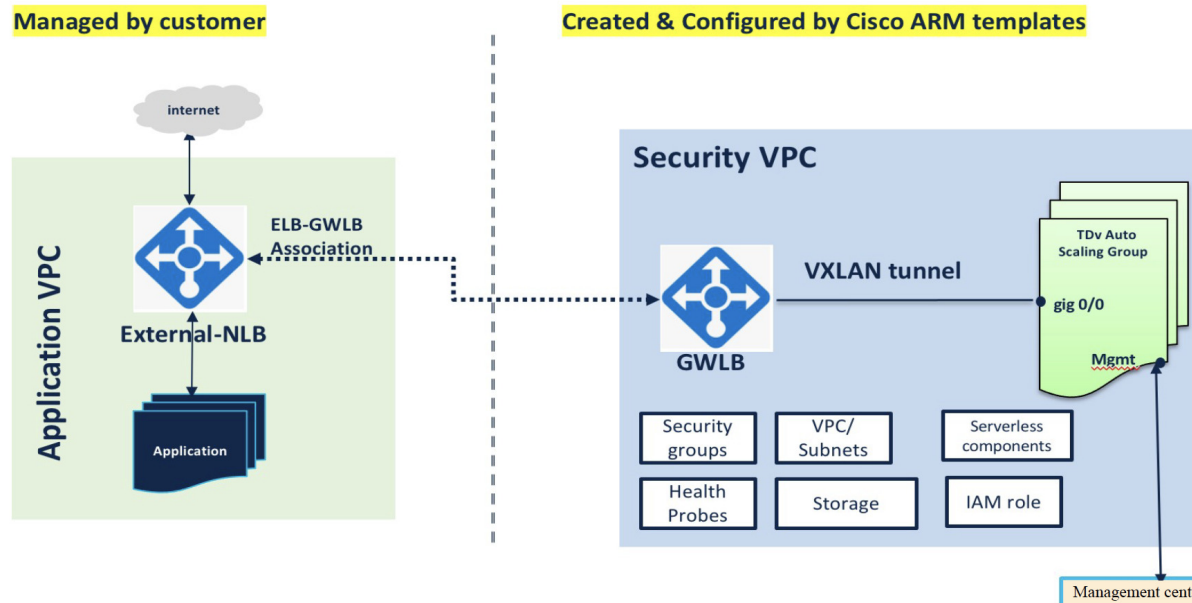 Managed by customer
Created & Configured by Cisco ARM templates
internet
Application VPC
ELB-GWLB
Association
External-NLB
Application
Security VPC
TDv Auto
Scaling Group
VXLAN tunnel
gig 0/0
GWLB
Mgmt
Security
groups
VPC/
Subnets
Serverless
components
Health
Probes
Storage
IAM role
Management cent